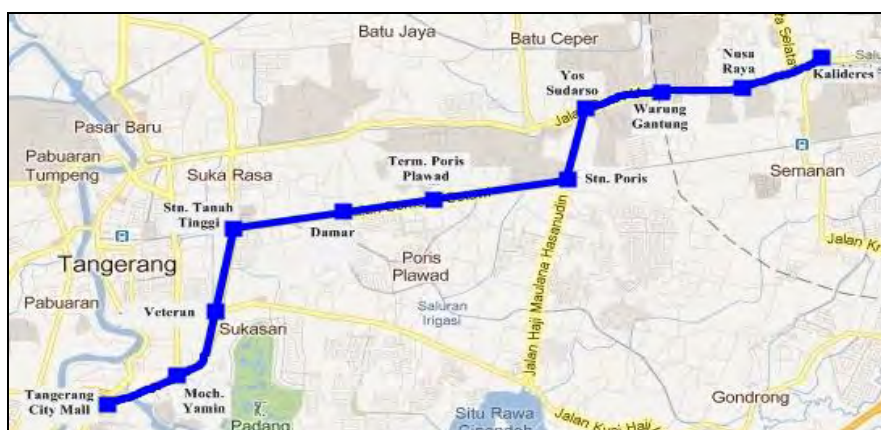 Batu Jaya
Batu Ceper
Nusa
Raya
Kalideres
Yos
Sudarso
Warung
Gantung
Pasar Baru
Pabuaran
Tumpeng
Suka Rasa
Term. Poris
Plawad
Stn. Poris
Semanan
Stn. Tanah
Tinggi
Damar
Tangerang
Poris
Plawad
Jalan Haji Maulana Hasanudin
Pabuaran
Veteran
Sukasari
Saluran
Irigasi
Tangerang
City Mall
Moch.
Yamin
Padang
Situ Rawa
Gondrong